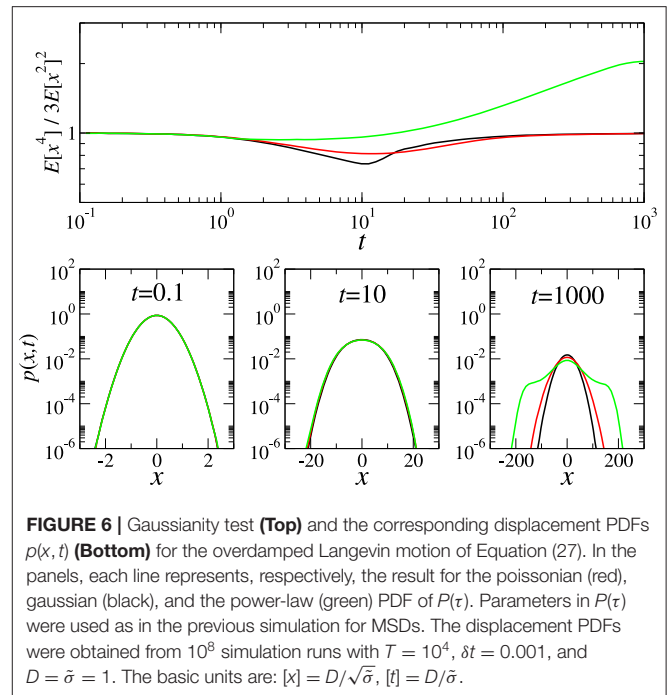 E[x⁴] / 3E[x²]²
1
10⁻¹ 10⁰ 10¹ 10² 10³
t
p(x,t)
10² 10⁰ 10⁻² 10⁻⁴ 10⁻⁶
t=0.1
-2 0 2
x
10² 10⁰ 10⁻² 10⁻⁴ 10⁻⁶
t=10
-20 0 20
x
10² 10⁰ 10⁻² 10⁻⁴ 10⁻⁶
t=1000
-200 0 200
x
FIGURE 6 | Gaussianity test (Top) and the corresponding displacement PDFs
p(x, t) (Bottom) for the overdamped Langevin motion of Equation (27). In the
panels, each line represents, respectively, the result for the poissonian (red),
gaussian (black), and the power-law (green) PDF of P(τ). Parameters in P(τ)
were used as in the previous simulation for MSDs. The displacement PDFs
were obtained from 10⁸ simulation runs with T = 10⁴, δt = 0.001, and
D = σ̃ = 1. The basic units are: [x] = D/√σ̃, [t] = D/σ̃.